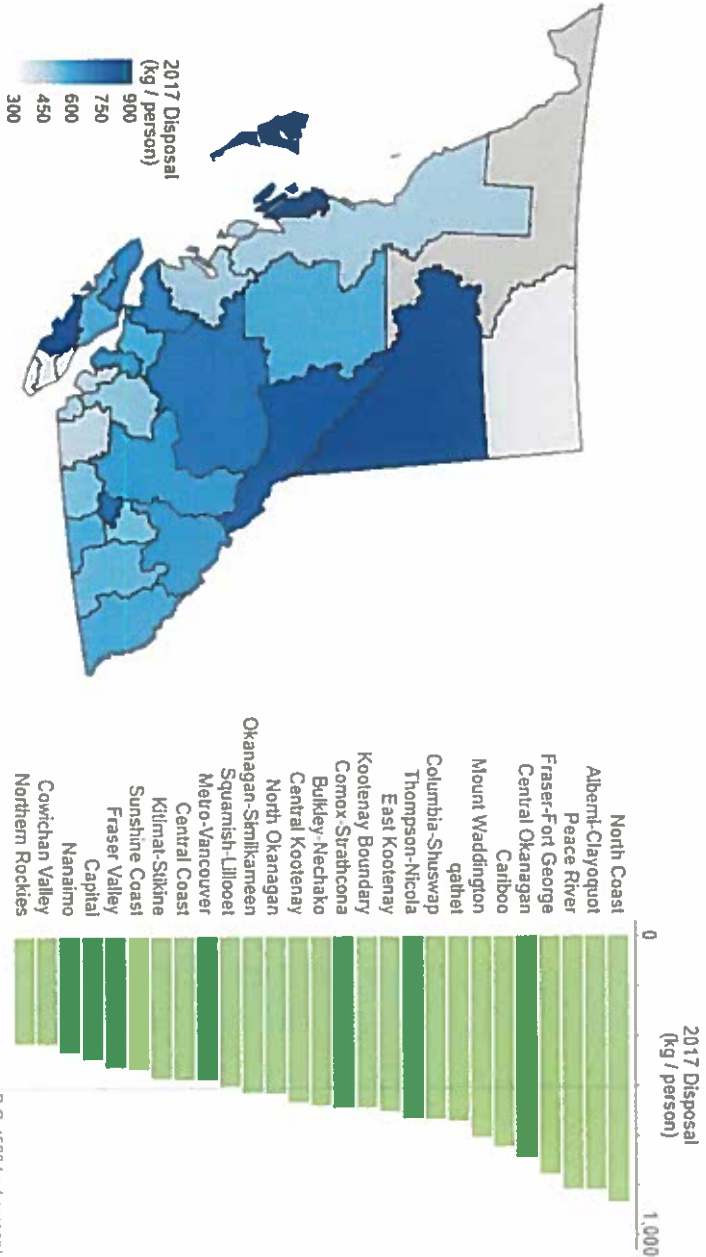 2017 Disposal
(kg / person)
900
750
600
450
300
2017 Disposal
(kg / person)
0
1,000
North Coast
Alberni-Clayoquot
Peace River
Fraser-Fort George
Central Okanagan
Cariboo
Mount Waddington
qathet
Columbia-Shuswap
Thompson-Nicola
East Kootenay
Kootenay Boundary
Comox-Strathcona
Bulkley-Nechako
Central Kootenay
North Okanagan
Okanagan-Similkameen
Squamish-Lillooet
Metro-Vancouver
Central Coast
Kitimat-Stikine
Sunshine Coast
Fraser Valley
Capital
Nanaimo
Cowichan Valley
Northern Rockies